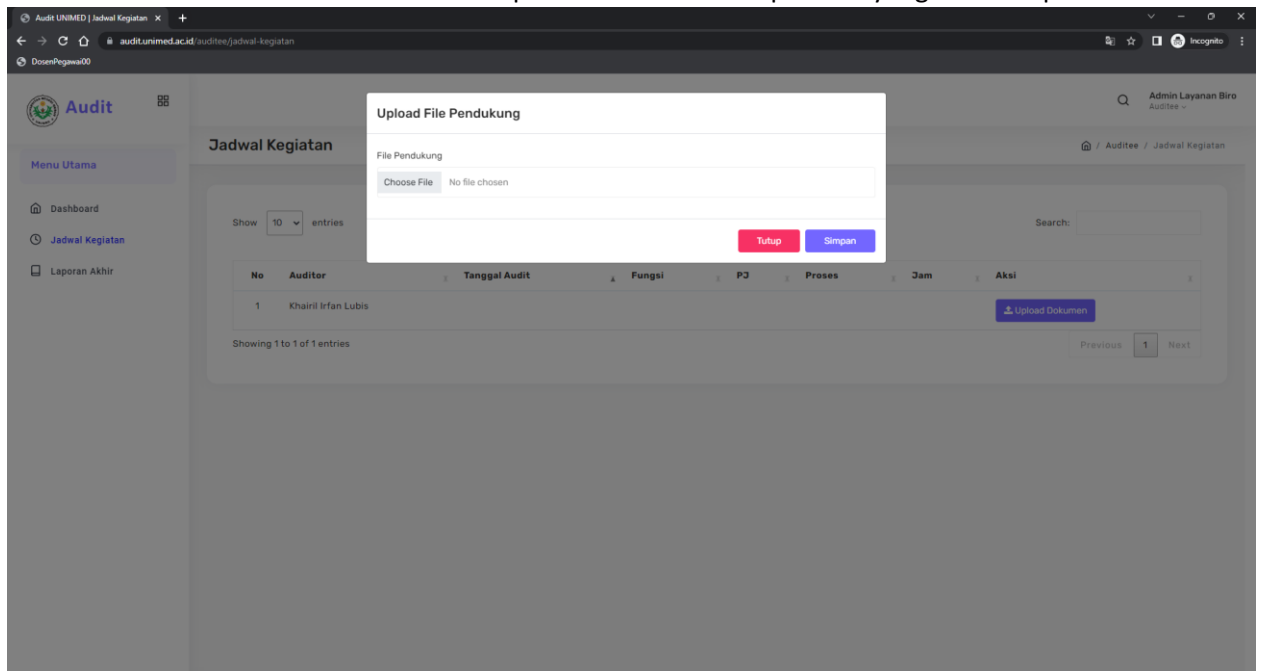 Audit UNIMED | Jadwal Kegiatan
audit.unimed.ac.id/auditee/jadwal-kegiatan
Incognito
DosenPegawai00
Audit
Admin Layanan Biro
Auditee
Upload File Pendukung
Jadwal Kegiatan
/ Auditee / Jadwal Kegiatan
Menu Utama
File Pendukung
Choose File No file chosen
Dashboard
Jadwal Kegiatan
Laporan Akhir
Show 10 entries
Search:
Tutup Simpan
No Auditor Tanggal Audit Fungsi PJ Proses Jam Aksi
1 Khairil Irfan Lubis Upload Dokumen
Showing 1 to 1 of 1 entries
Previous 1 Next